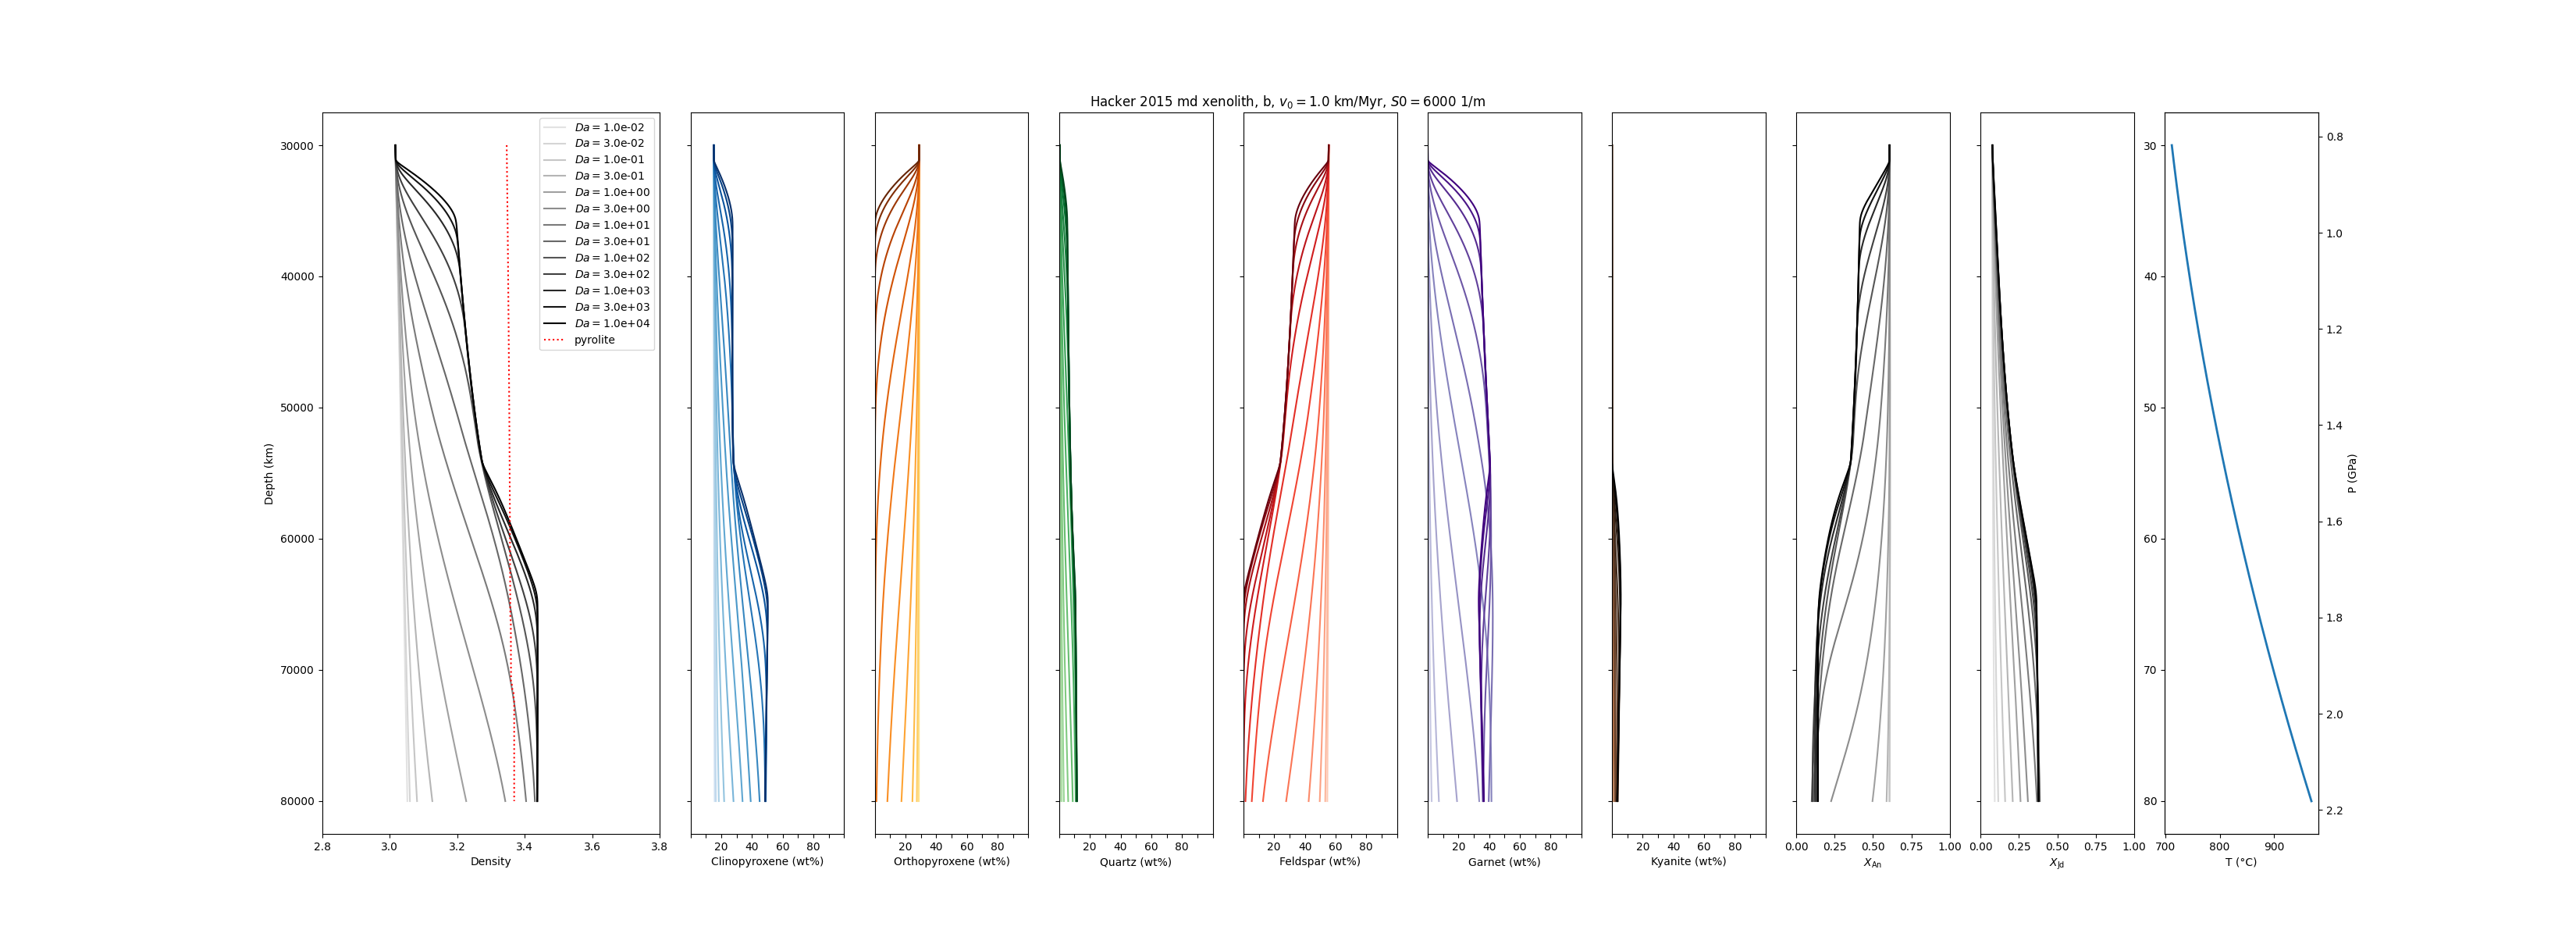 Hacker 2015 md xenolith, b, v₀ = 1.0 km/Myr, S0 = 6000 1/m
Da = 1.0e-02
Da = 3.0e-02
Da = 1.0e-01
Da = 3.0e-01
Da = 1.0e+00
Da = 3.0e+00
Da = 1.0e+01
Da = 3.0e+01
Da = 1.0e+02
Da = 3.0e+02
Da = 1.0e+03
Da = 3.0e+03
Da = 1.0e+04
pyrolite
30000
40000
50000
60000
70000
80000
Depth (km)
2.8 3.0 3.2 3.4 3.6 3.8
Density
20 40 60 80
Clinopyroxene (wt%)
20 40 60 80
Orthopyroxene (wt%)
20 40 60 80
Quartz (wt%)
20 40 60 80
Feldspar (wt%)
20 40 60 80
Garnet (wt%)
20 40 60 80
Kyanite (wt%)
0.00 0.25 0.50 0.75 1.00
X_An
0.00 0.25 0.50 0.75 1.00
X_Jd
30
40
50
60
70
80
700 800 900
T (°C)
0.8
1.0
1.2
1.4
1.6
1.8
2.0
2.2
P (GPa)